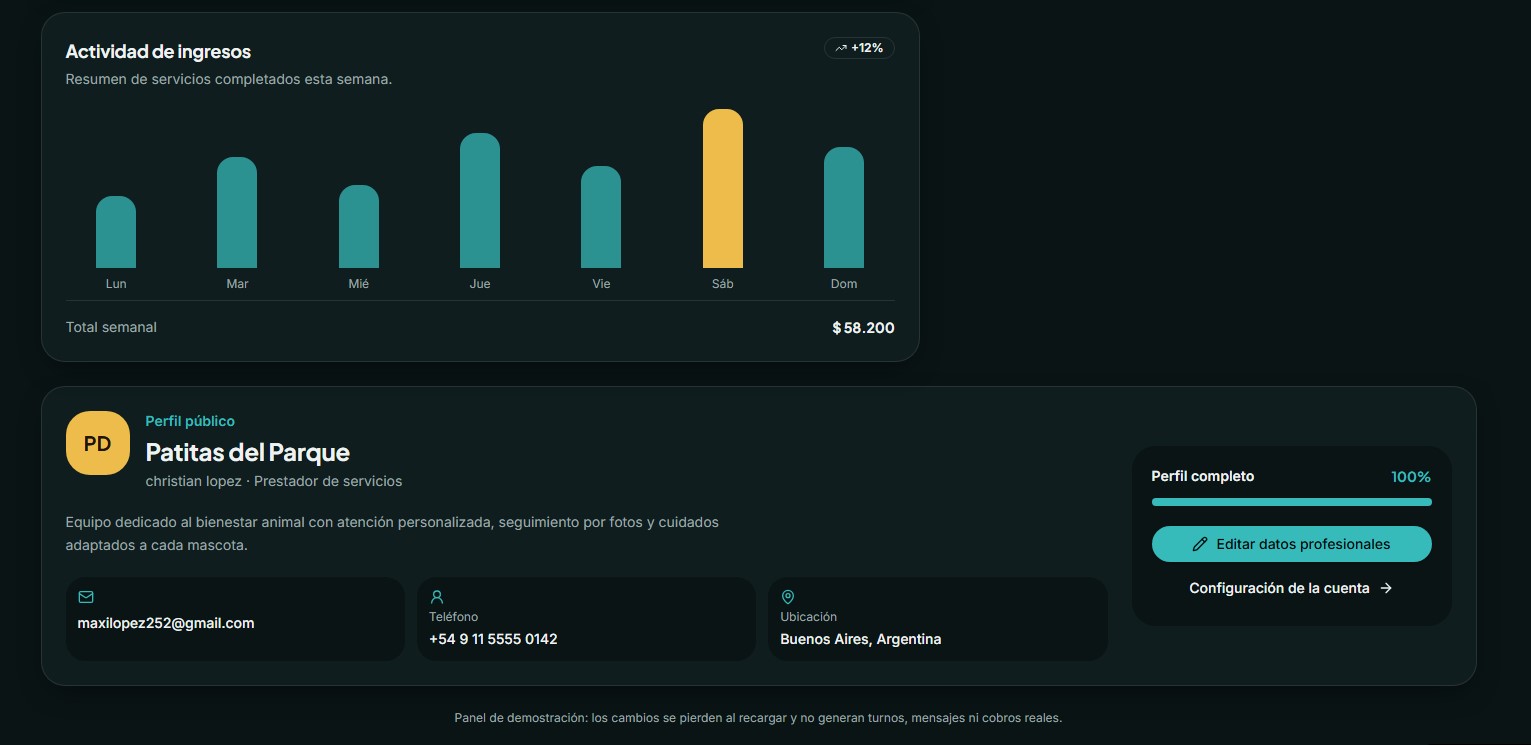 Actividad de ingresos
+12%
Resumen de servicios completados esta semana.
Lun Mar Mié Jue Vie Sáb Dom
Total semanal $ 58.200
PD
Perfil público
Patitas del Parque
christian lopez · Prestador de servicios
Equipo dedicado al bienestar animal con atención personalizada, seguimiento por fotos y cuidados
adaptados a cada mascota.
maxilopez252@gmail.com
Teléfono
+54 9 11 5555 0142
Ubicación
Buenos Aires, Argentina
Perfil completo 100%
Editar datos profesionales
Configuración de la cuenta →
Panel de demostración: los cambios se pierden al recargar y no generan turnos, mensajes ni cobros reales.